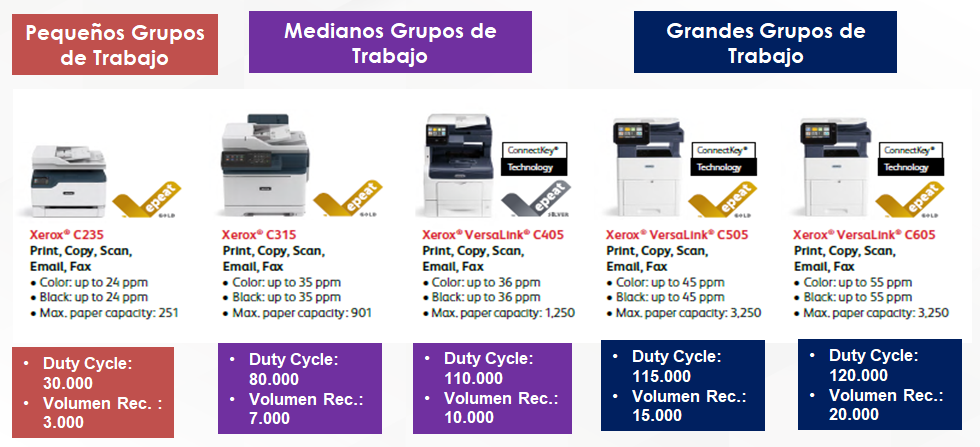 Pequeños Grupos
de Trabajo
Medianos Grupos de
Trabajo
Grandes Grupos de
Trabajo
epeat
GOLD
Xerox® C235
Print, Copy, Scan,
Email, Fax
• Color: up to 24 ppm
• Black: up to 24 ppm
• Max. paper capacity: 251
epeat
GOLD
Xerox® C315
Print, Copy, Scan,
Email, Fax
• Color: up to 35 ppm
• Black: up to 35 ppm
• Max. paper capacity: 901
ConnectKey®
Technology
epeat
SILVER
Xerox® VersaLink® C405
Print, Copy, Scan,
Email, Fax
• Color: up to 36 ppm
• Black: up to 36 ppm
• Max. paper capacity: 1,250
ConnectKey®
Technology
epeat
GOLD
Xerox® VersaLink® C505
Print, Copy, Scan,
Email, Fax
• Color: up to 45 ppm
• Black: up to 45 ppm
• Max. paper capacity: 3,250
ConnectKey®
Technology
epeat
GOLD
Xerox® VersaLink® C605
Print, Copy, Scan,
Email, Fax
• Color: up to 55 ppm
• Black: up to 55 ppm
• Max. paper capacity: 3,250
• Duty Cycle:
30.000
• Volumen Rec. :
3.000
• Duty Cycle:
80.000
• Volumen Rec.:
7.000
• Duty Cycle:
110.000
• Volumen Rec.:
10.000
• Duty Cycle:
115.000
• Volumen Rec.:
15.000
• Duty Cycle:
120.000
• Volumen Rec.:
20.000